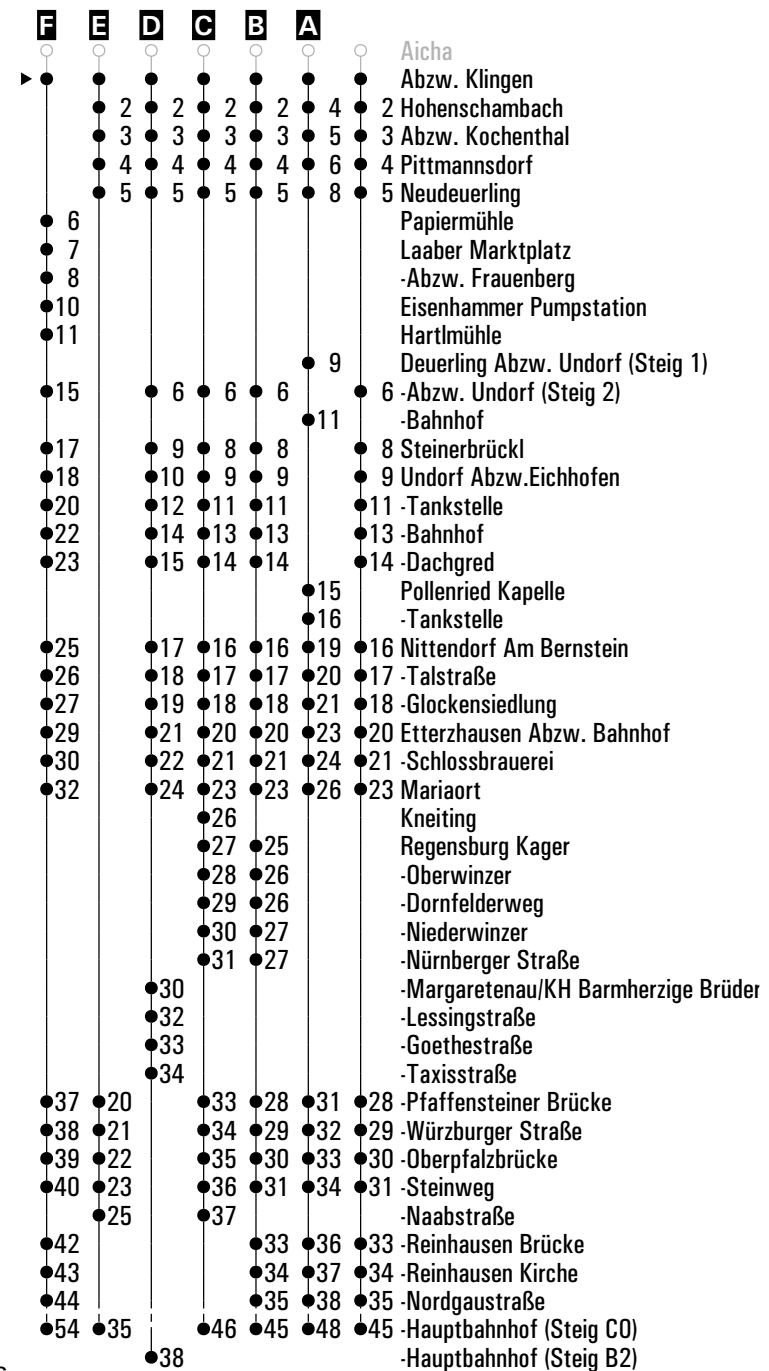 F E D C B A
Aicha
Abzw. Klingen
2 2 2 2 4 2 Hohenschambach
3 3 3 3 5 3 Abzw. Kochenthal
4 4 4 4 6 4 Pittmannsdorf
5 5 5 5 8 5 Neudeuerling
6 Papiermühle
7 Laaber Marktplatz
8 -Abzw. Frauenberg
10 Eisenhammer Pumpstation
11 Hartlmühle
9 Deuerling Abzw. Undorf (Steig 1)
15 6 6 6 6 -Abzw. Undorf (Steig 2)
11 -Bahnhof
17 9 8 8 8 Steinerbrückl
18 10 9 9 9 Undorf Abzw.Eichhofen
20 12 11 11 11 -Tankstelle
22 14 13 13 13 -Bahnhof
23 15 14 14 14 -Dachgred
15 Pollenried Kapelle
16 -Tankstelle
25 17 16 16 19 16 Nittendorf Am Bernstein
26 18 17 17 20 17 -Talstraße
27 19 18 18 21 18 -Glockensiedlung
29 21 20 20 23 20 Etterzhausen Abzw. Bahnhof
30 22 21 21 24 21 -Schlossbrauerei
32 24 23 23 26 23 Mariaort
26 Kneiting
27 25 Regensburg Kager
28 26 -Oberwinzer
29 26 -Dornfelderweg
30 27 -Niederwinzer
31 27 -Nürnberger Straße
30 -Margaretenau/KH Barmherzige Brüder
32 -Lessingstraße
33 -Goethestraße
34 -Taxisstraße
37 20 33 28 31 28 -Pfaffensteiner Brücke
38 21 34 29 32 29 -Würzburger Straße
39 22 35 30 33 30 -Oberpfalzbrücke
40 23 36 31 34 31 -Steinweg
25 37 -Naabstraße
42 33 36 33 -Reinhausen Brücke
43 34 37 34 -Reinhausen Kirche
44 35 38 35 -Nordgaustraße
54 35 46 45 48 45 -Hauptbahnhof (Steig C0)
38 -Hauptbahnhof (Steig B2)